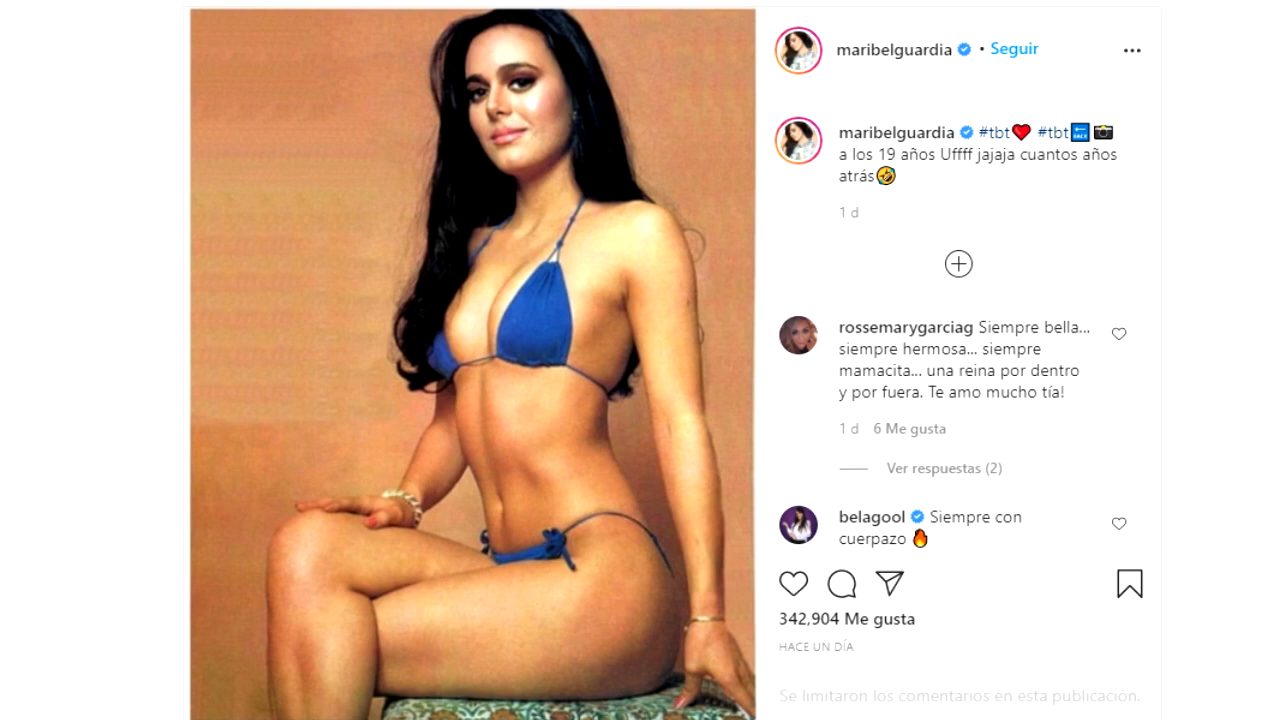 maribelguardia • Seguir
maribelguardia #tbt❤️ #tbt🔙📷
a los 19 años Uffff jajaja cuantos años
atrás🤣
1 d
rossemarygarciag Siempre bella...
siempre hermosa... siempre
mamacita... una reina por dentro
y por fuera. Te amo mucho tía!
1 d 6 Me gusta
Ver respuestas (2)
belagool Siempre con
cuerpazo 🔥
342,904 Me gusta
HACE UN DÍA
Se limitaron los comentarios en esta publicación.